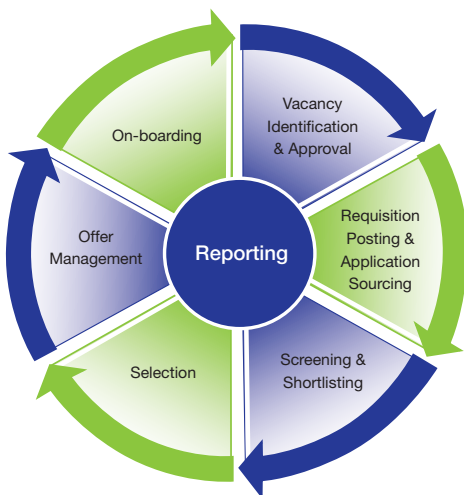 Vacancy
Identification
& Approval
Requisition
Posting &
Application
Sourcing
Screening &
Shortlisting
Selection
Offer
Management
On-boarding
Reporting